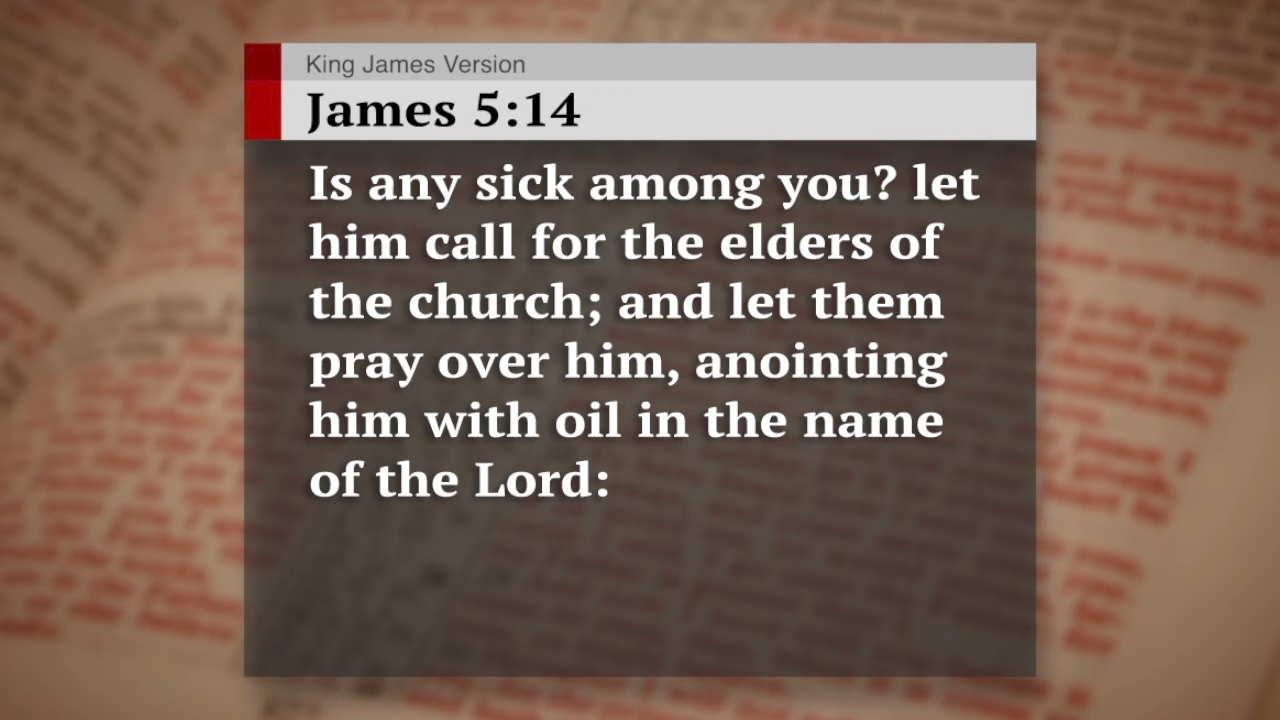 King James Version
James 5:14
Is any sick among you? let
him call for the elders of
the church; and let them
pray over him, anointing
him with oil in the name
of the Lord: